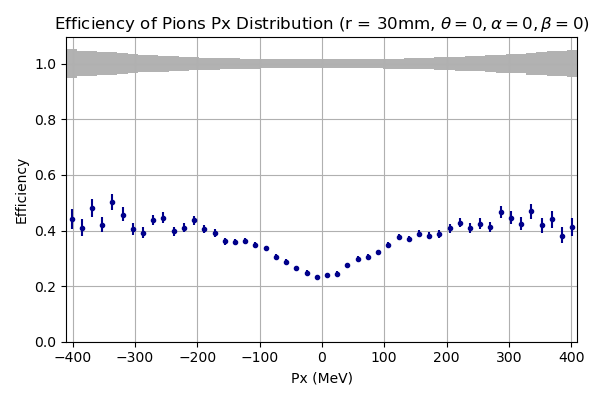 Efficiency of Pions Px Distribution (r = 30mm, θ = 0, α = 0, β = 0)
1.0
0.8
0.6
0.4
0.2
0.0
Efficiency
−400 −300 −200 −100 0 100 200 300 400
Px (MeV)